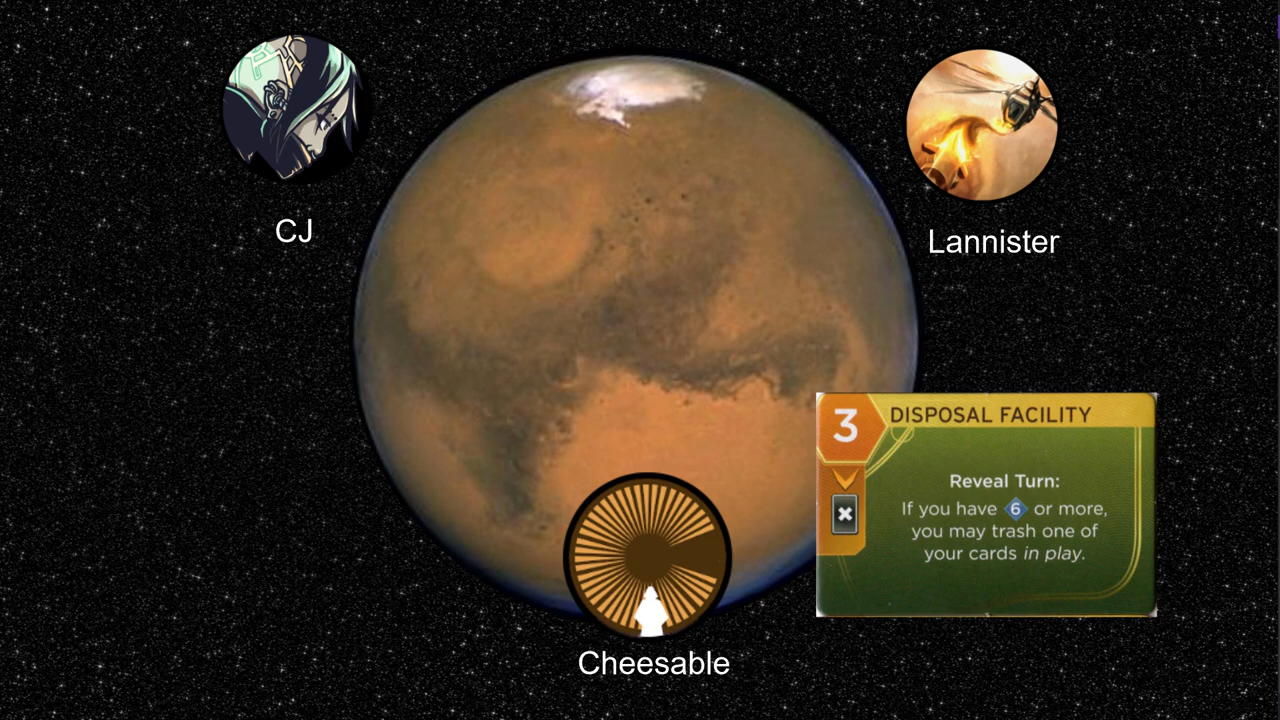 CJ
Lannister
3
DISPOSAL FACILITY
Reveal Turn:
If you have 6 or more,
you may trash one of
your cards in play.
Cheesable